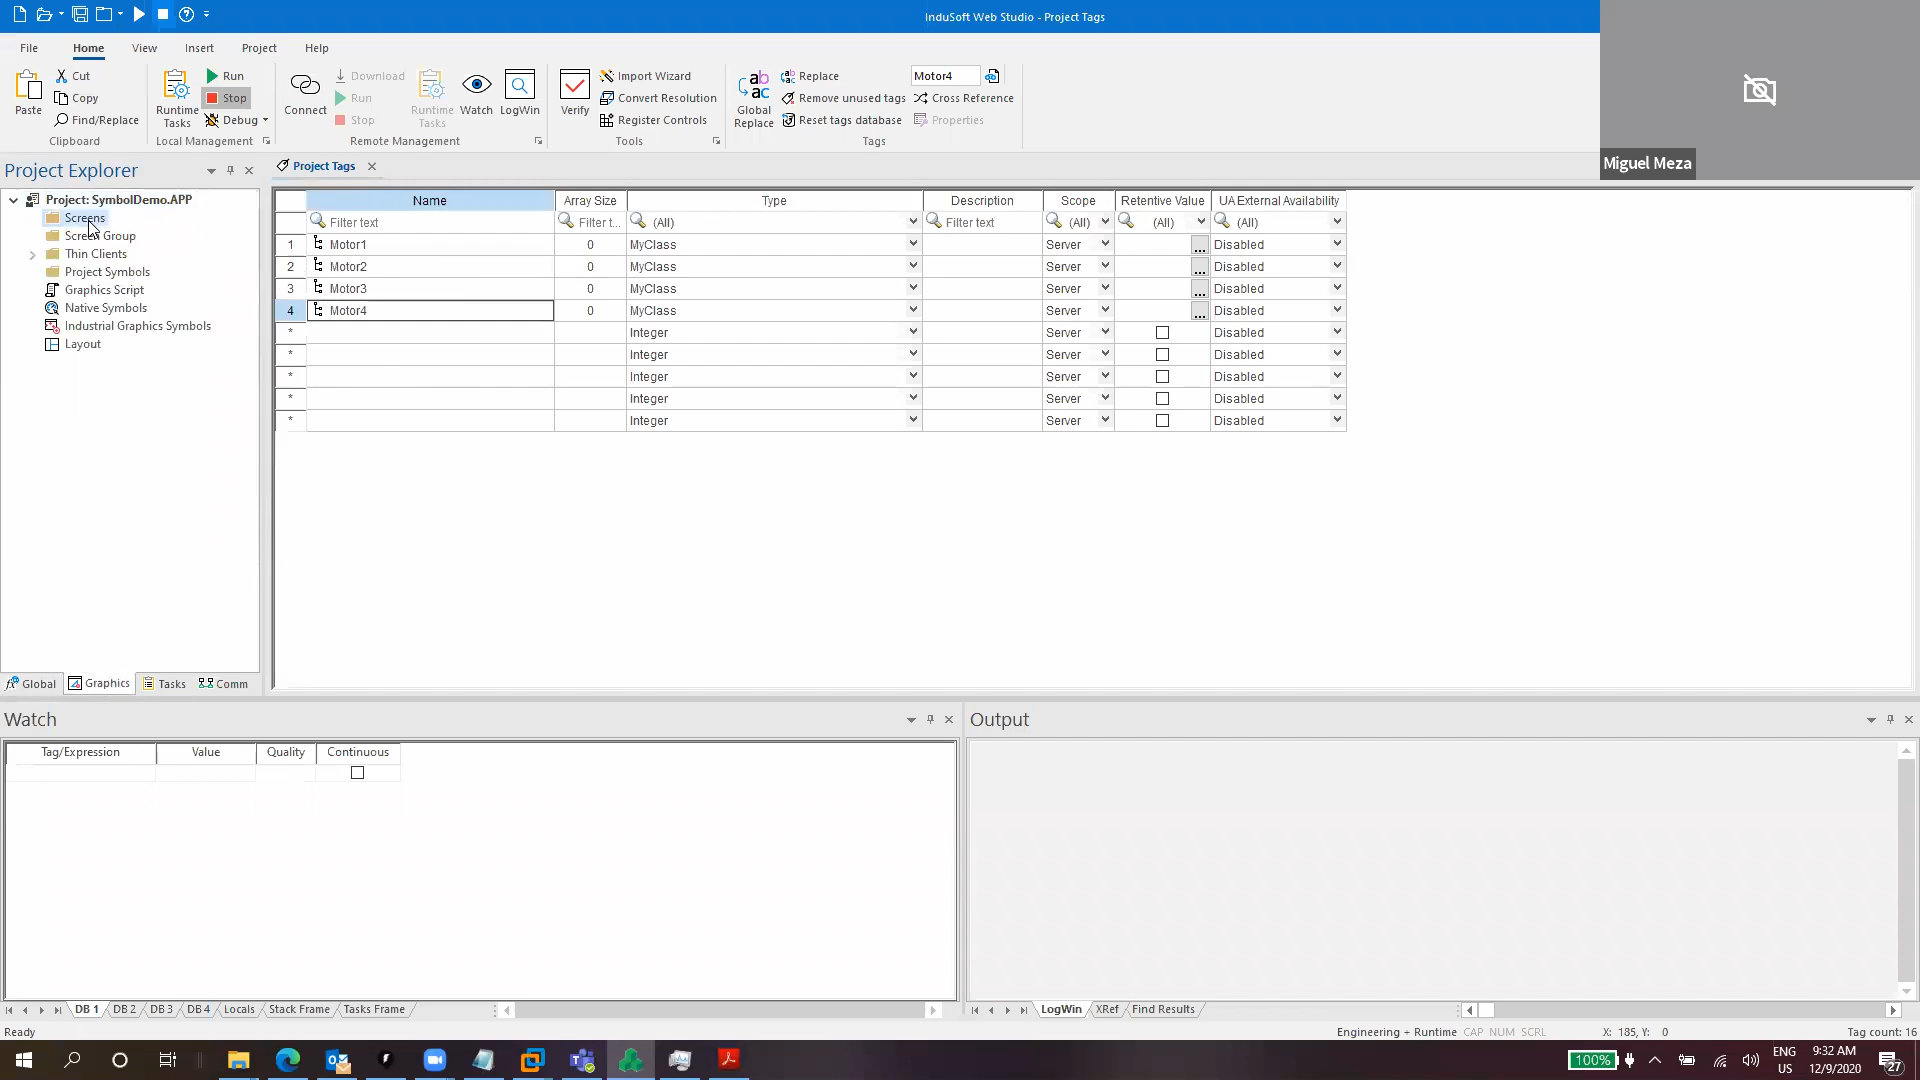 InduSoft Web Studio - Project Tags
File Home View Insert Project Help
Paste Cut Copy Find/Replace Clipboard
Runtime Tasks Run Stop Debug Local Management
Connect Download Run Stop Runtime Tasks Watch LogWin Remote Management
Verify Import Wizard Convert Resolution Register Controls Tools
Global Replace Replace Remove unused tags Reset tags database Motor4 Cross Reference Properties Tags
Miguel Meza
Project Explorer
Project: SymbolDemo.APP
Screens
Screen Group
Thin Clients
Project Symbols
Graphics Script
Native Symbols
Industrial Graphics Symbols
Layout
Global Graphics Tasks Comm
Project Tags
Name Array Size Type Description Scope Retentive Value UA External Availability
Filter text Filter t... (All) Filter text (All) (All) (All)
1 Motor1 0 MyClass Server ... Disabled
2 Motor2 0 MyClass Server ... Disabled
3 Motor3 0 MyClass Server ... Disabled
4 Motor4 0 MyClass Server ... Disabled
* Integer Server Disabled
* Integer Server Disabled
* Integer Server Disabled
* Integer Server Disabled
* Integer Server Disabled
Watch
Tag/Expression Value Quality Continuous
DB 1 DB 2 DB 3 DB 4 Locals Stack Frame Tasks Frame
Output
LogWin XRef Find Results
Ready Engineering + Runtime CAP NUM SCRL X: 185, Y: 0 Tag count: 16
100% ENG US 9:32 AM 12/9/2020 27